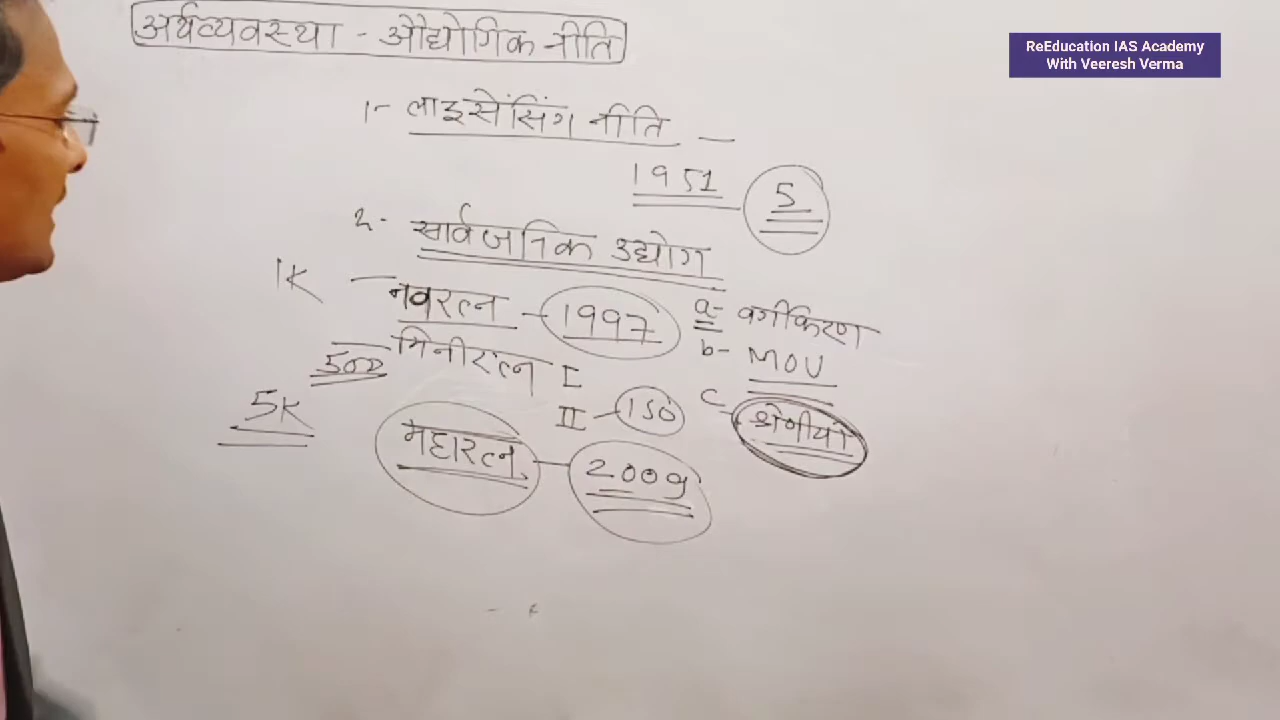 अर्थव्यवस्था - औद्योगिक नीति
ReEducation IAS Academy
With Veeresh Verma
1- लाइसेंसिंग नीति —
1951 5
2- सार्वजनिक उद्योग
1K नवरत्न - 1997 a- वर्गीकिरण
500 मिनीरत्न I b- MOU
II - 150 c श्रेणीयाँ
5K महारत्न - 2009